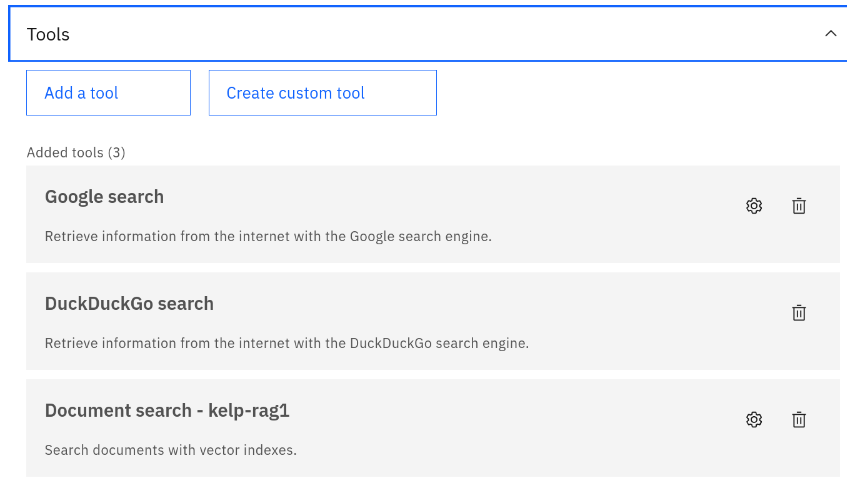 Tools
Add a tool
Create custom tool
Added tools (3)
Google search
Retrieve information from the internet with the Google search engine.
DuckDuckGo search
Retrieve information from the internet with the DuckDuckGo search engine.
Document search - kelp-rag1
Search documents with vector indexes.